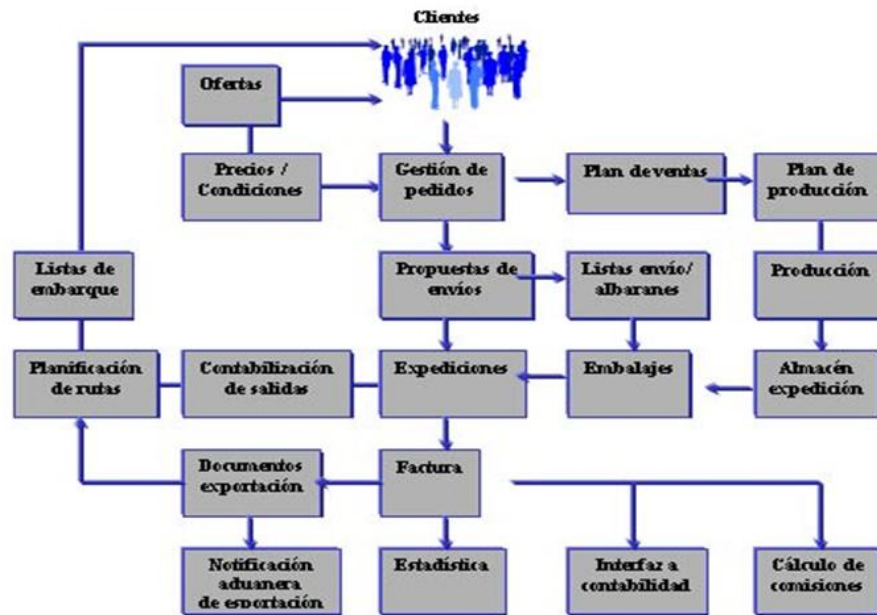 Clientes
Ofertas
Precios /
Condiciones
Gestión de
pedidos
Plan de ventas
Plan de
producción
Listas de
embarque
Propuestas de
envíos
Listas envío/
albaranes
Producción
Planificación
de rutas
Contabilización
de salidas
Expediciones
Embalajes
Almacén
expedición
Documentos
exportación
Factura
Notificación
aduanera
de esportación
Estadística
Interfaz a
contabilidad
Cálculo de
comisiones